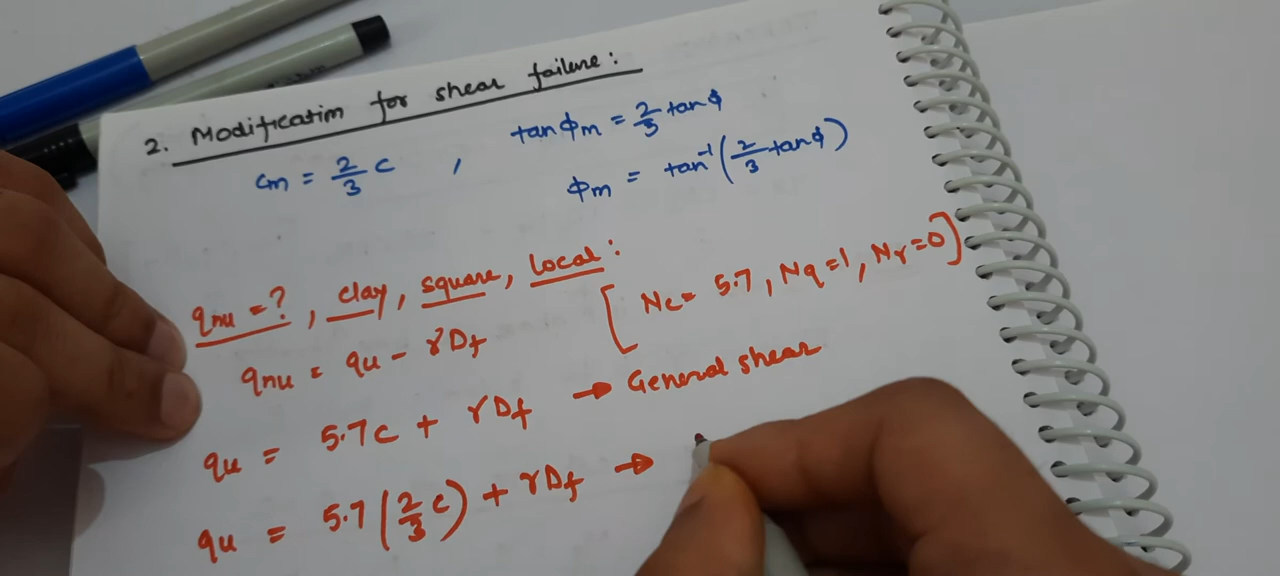 2. Modification for shear failure:
cm = 2/3 c , tan ϕm = 2/3 tan ϕ
ϕm = tan⁻¹(2/3 tan ϕ)
qnu = ?, clay, square, local:
[Nc = 5.7, Nq = 1, Nr = 0]
qnu = qu - γDf
qu = 5.7c + γDf → General shear
qu = 5.7(2/3 c) + γDf →